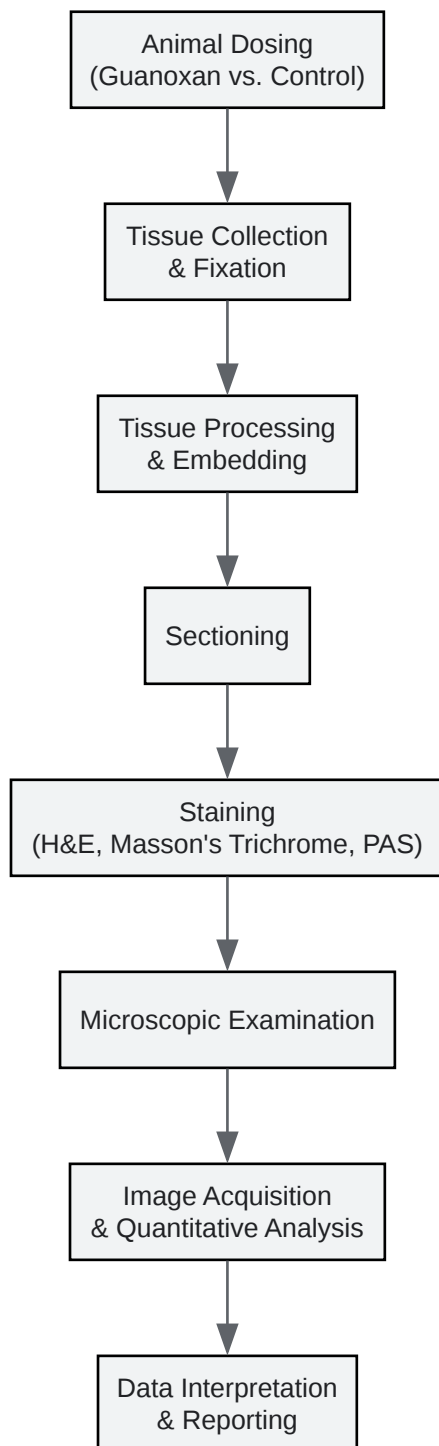 Animal Dosing
(Guanoxan vs. Control)
Tissue Collection
& Fixation
Tissue Processing
& Embedding
Sectioning
Staining
(H&E, Masson's Trichrome, PAS)
Microscopic Examination
Image Acquisition
& Quantitative Analysis
Data Interpretation
& Reporting